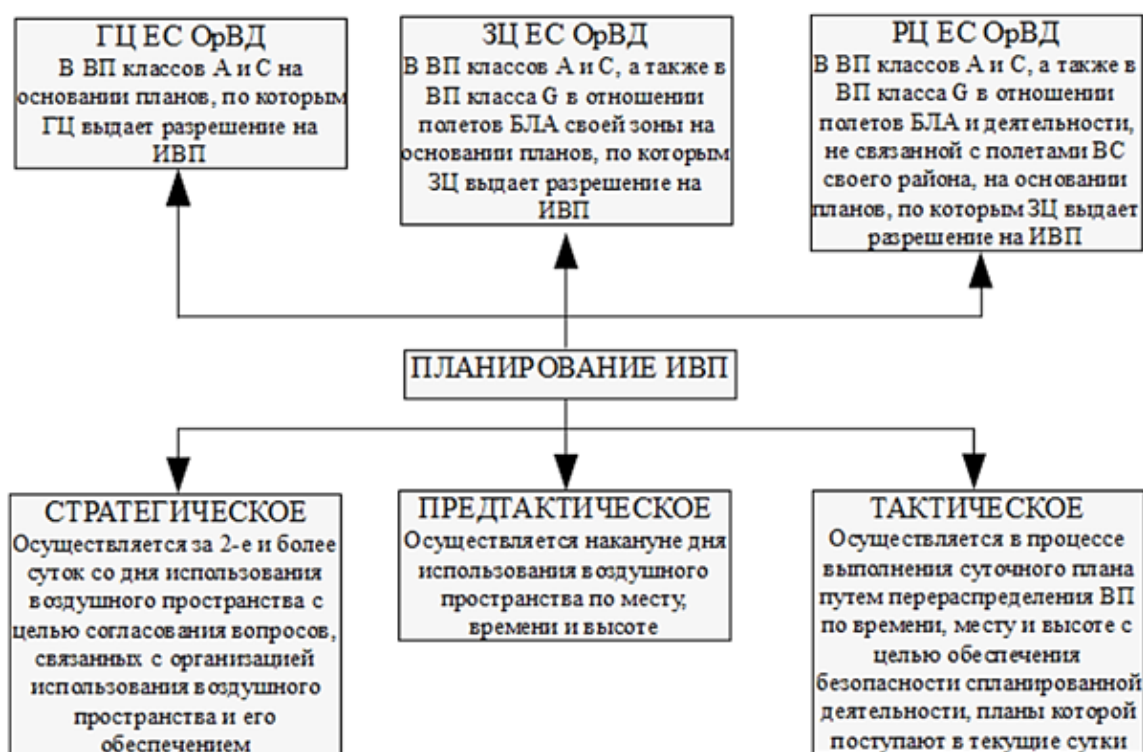 ГЦ ЕС ОрВД
В ВП классов А и С на
основании планов, по которым
ГЦ выдает разрешение на
ИВП
ЗЦ ЕС ОрВД
В ВП классов А и С, а также в
ВП класса G в отношении
полетов БЛА своей зоны на
основании планов, по которым
ЗЦ выдает разрешение на
ИВП
РЦ ЕС ОрВД
В ВП классов А и С, а также в
ВП класса G в отношении
полетов БЛА и деятельности,
не связанной с полетами ВС
своего района, на основании
планов, по которым ЗЦ выдает
разрешение на ИВП
ПЛАНИРОВАНИЕ ИВП
СТРАТЕГИЧЕСКОЕ
Осуществляется за 2-е и более
суток со дня использования
воздушного пространства с
целью согласования вопросов,
связанных с организацией
использования воздушного
пространства и его
обеспечением
ПРЕДТАКТИЧЕСКОЕ
Осуществляется накануне дня
использования воздушного
пространства по месту,
времени и высоте
ТАКТИЧЕСКОЕ
Осуществляется в процессе
выполнения суточного плана
путем перераспределения ВП
по времени, месту и высоте с
целью обеспечения
безопасности спланированной
деятельности, планы которой
поступают в текущие сутки